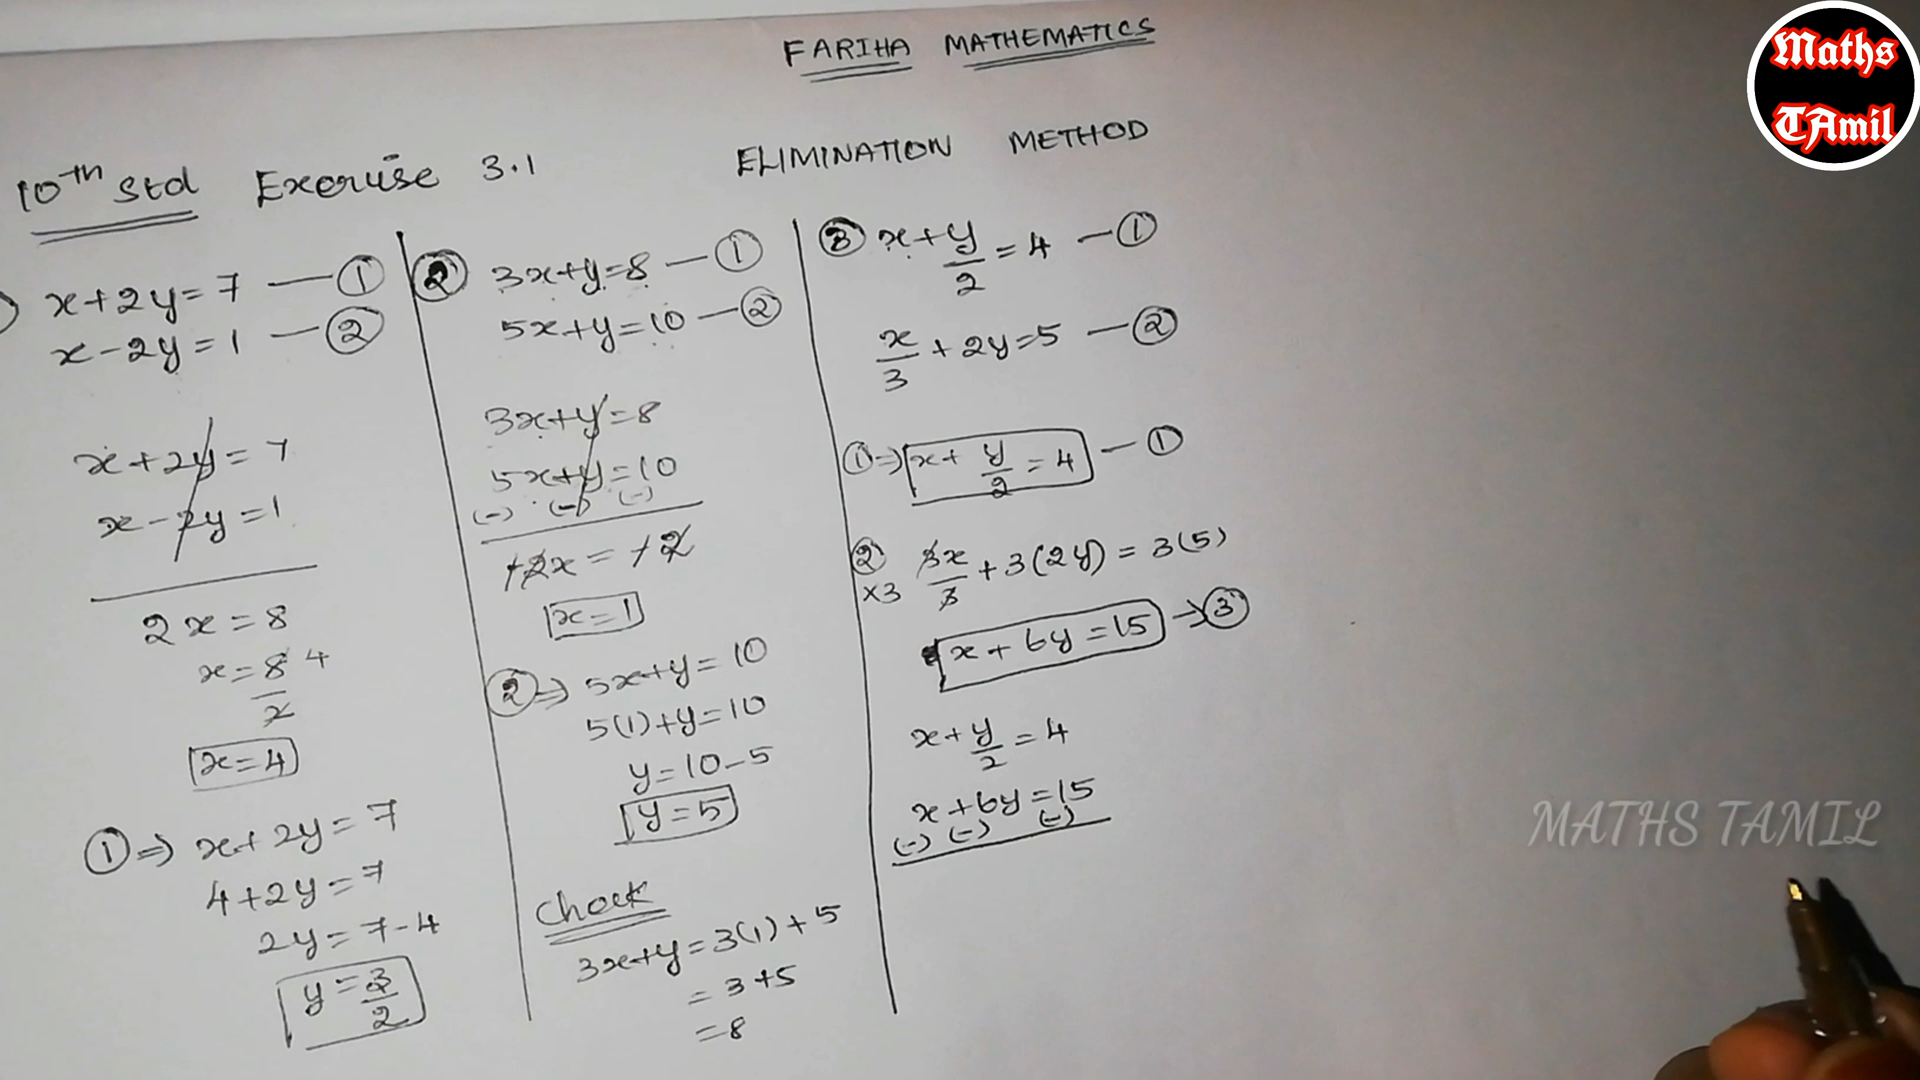 FARIHA MATHEMATICS
Maths
TAmil
10th Std Exercise 3.1
ELIMINATION METHOD
x+2y=7 — ①
x-2y=1 — ②
x+2y=7
x-2y=1
2x=8
x=8/2 4
x=4
①⇒ x+2y=7
4+2y=7
2y=7-4
y=3/2
② 3x+y=8 — ①
5x+y=10 — ②
3x+y=8
5x+y=10
(-) (-) (-)
+2x=+2
x=1
②⇒ 5x+y=10
5(1)+y=10
y=10-5
y=5
Check
3x+y=3(1)+5
=3+5
=8
③ x+y/2=4 — ①
x/3+2y=5 — ②
①⇒ x+y/2=4 — ①
②×3 3x/3+3(2y)=3(5)
x+6y=15 → ③
x+y/2=4
x+6y=15
(-) (-) (-)
MATHS TAMIL